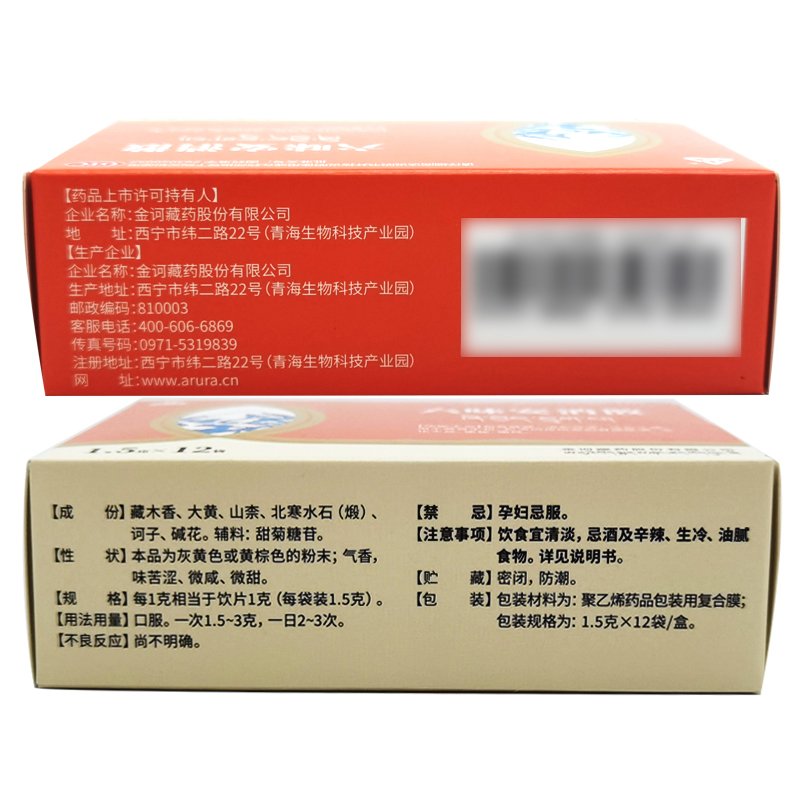 【药品上市许可持有人】
企业名称：金诃藏药股份有限公司
地 址：西宁市纬二路22号（青海生物科技产业园）
【生产企业】
企业名称：金诃藏药股份有限公司
生产地址：西宁市纬二路22号（青海生物科技产业园）
邮政编码：810003
客服电话：400-606-6869
传真号码：0971-5319839
注册地址：西宁市纬二路22号（青海生物科技产业园）
网 址：www.arura.cn
【成 份】藏木香、大黄、山柰、北寒水石（煅）、
诃子、碱花。辅料：甜菊糖苷。
【性 状】本品为灰黄色或黄棕色的粉末；气香，
味苦涩、微咸、微甜。
【规 格】每1克相当于饮片1克（每袋装1.5克）。
【用法用量】口服。一次1.5~3克，一日2~3次。
【不良反应】尚不明确。
【禁 忌】孕妇忌服。
【注意事项】饮食宜清淡，忌酒及辛辣、生冷、油腻
食物。详见说明书。
【贮 藏】密闭，防潮。
【包 装】包装材料为：聚乙烯药品包装用复合膜；
包装规格为：1.5克×12袋/盒。